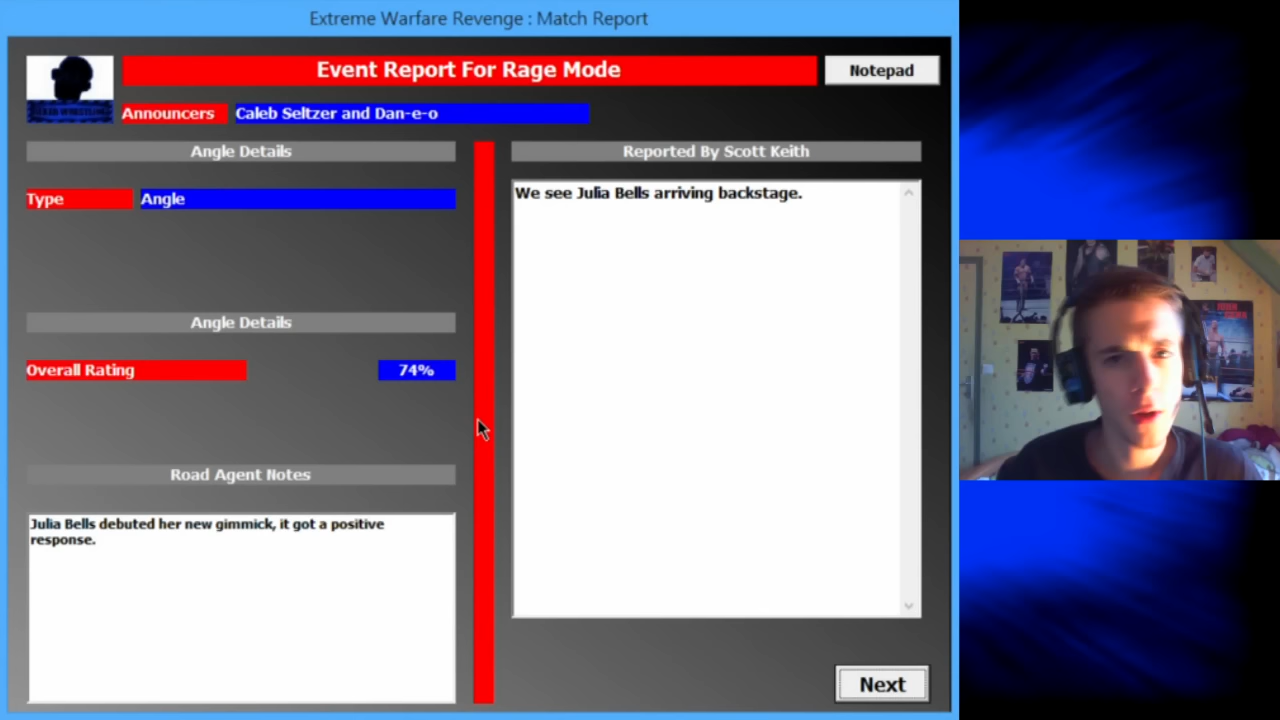 Extreme Warfare Revenge : Match Report
Event Report For Rage Mode
Notepad
Announcers
Caleb Seltzer and Dan-e-o
Angle Details
Type
Angle
Angle Details
Overall Rating
74%
Road Agent Notes
Julia Bells debuted her new gimmick, it got a positive
response.
Reported By Scott Keith
We see Julia Bells arriving backstage.
Next